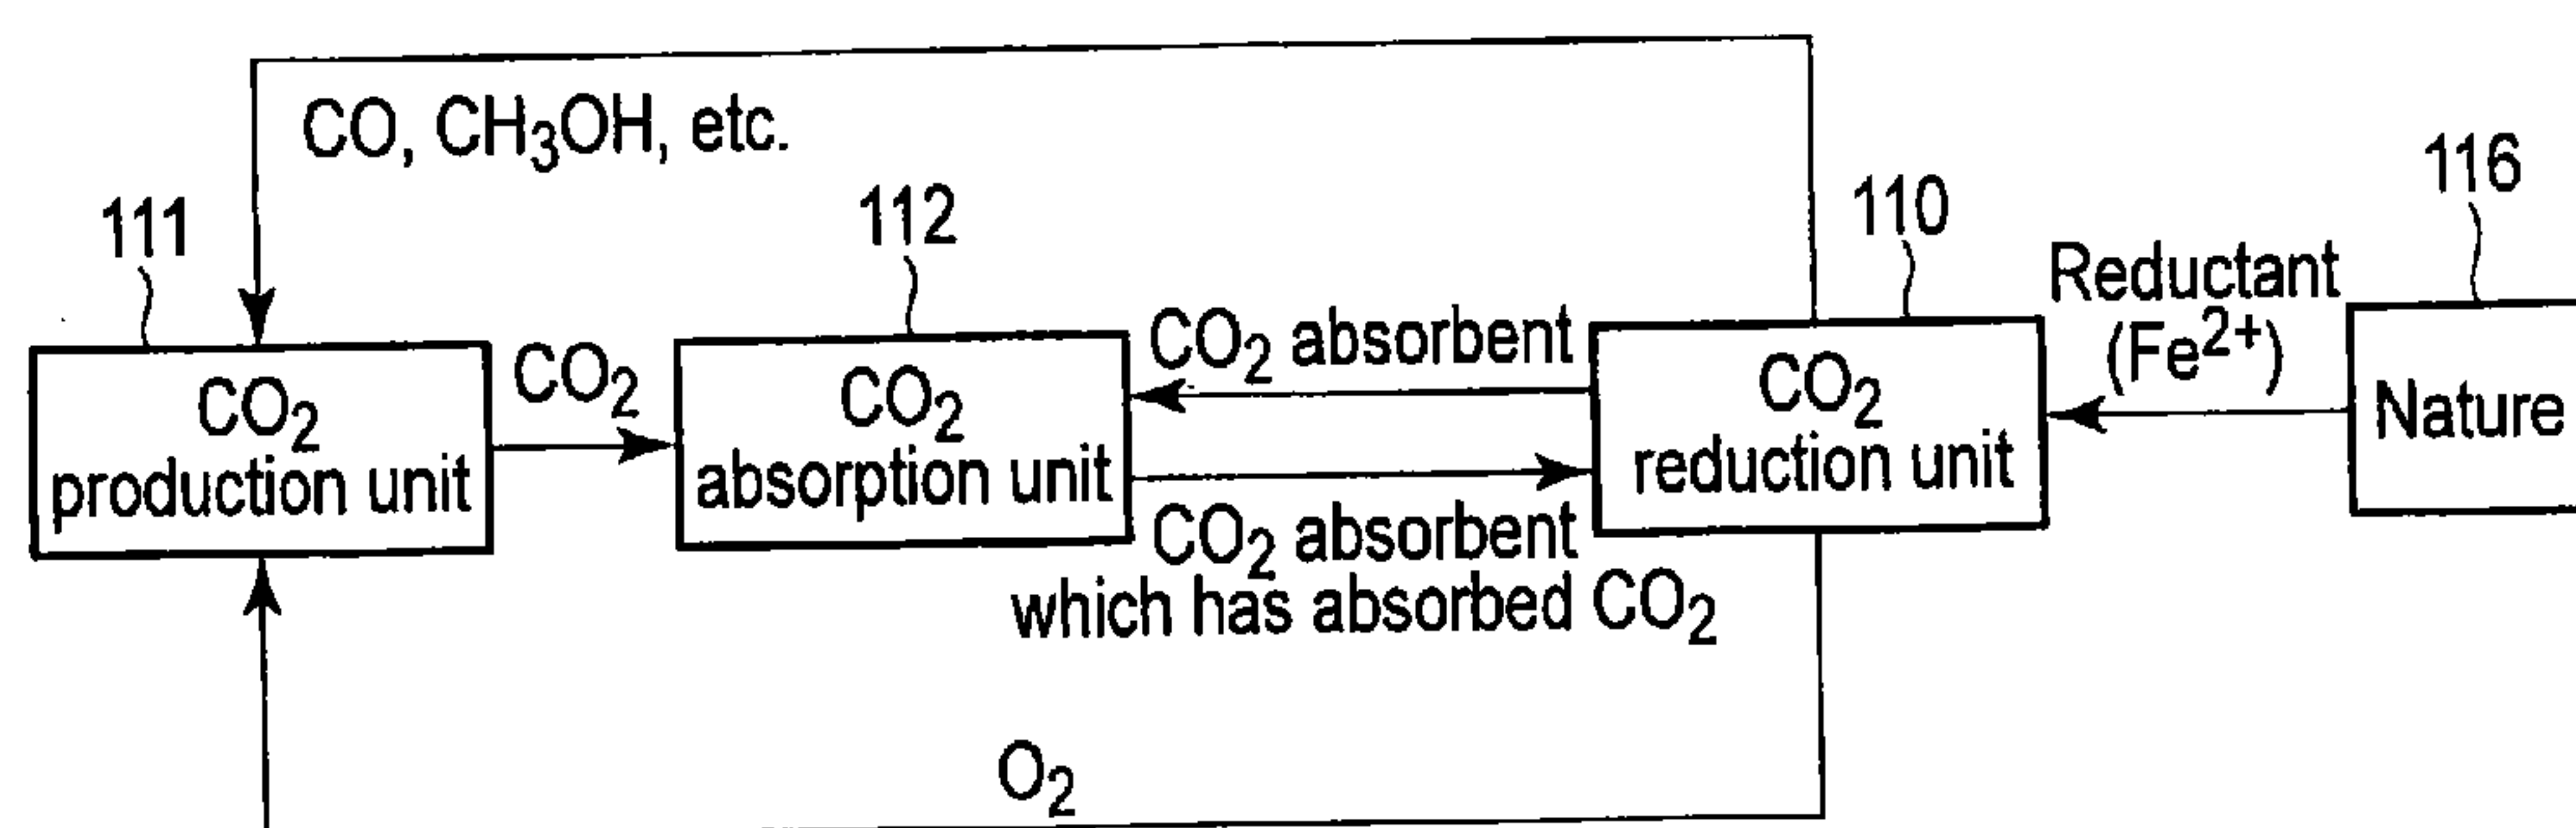 CO, CH₃OH, etc.
111
112
110
116
Reductant
(Fe²⁺)
CO₂
production unit
CO₂
CO₂
absorption unit
CO₂ absorbent
CO₂ absorbent
which has absorbed CO₂
CO₂
reduction unit
Nature
O₂